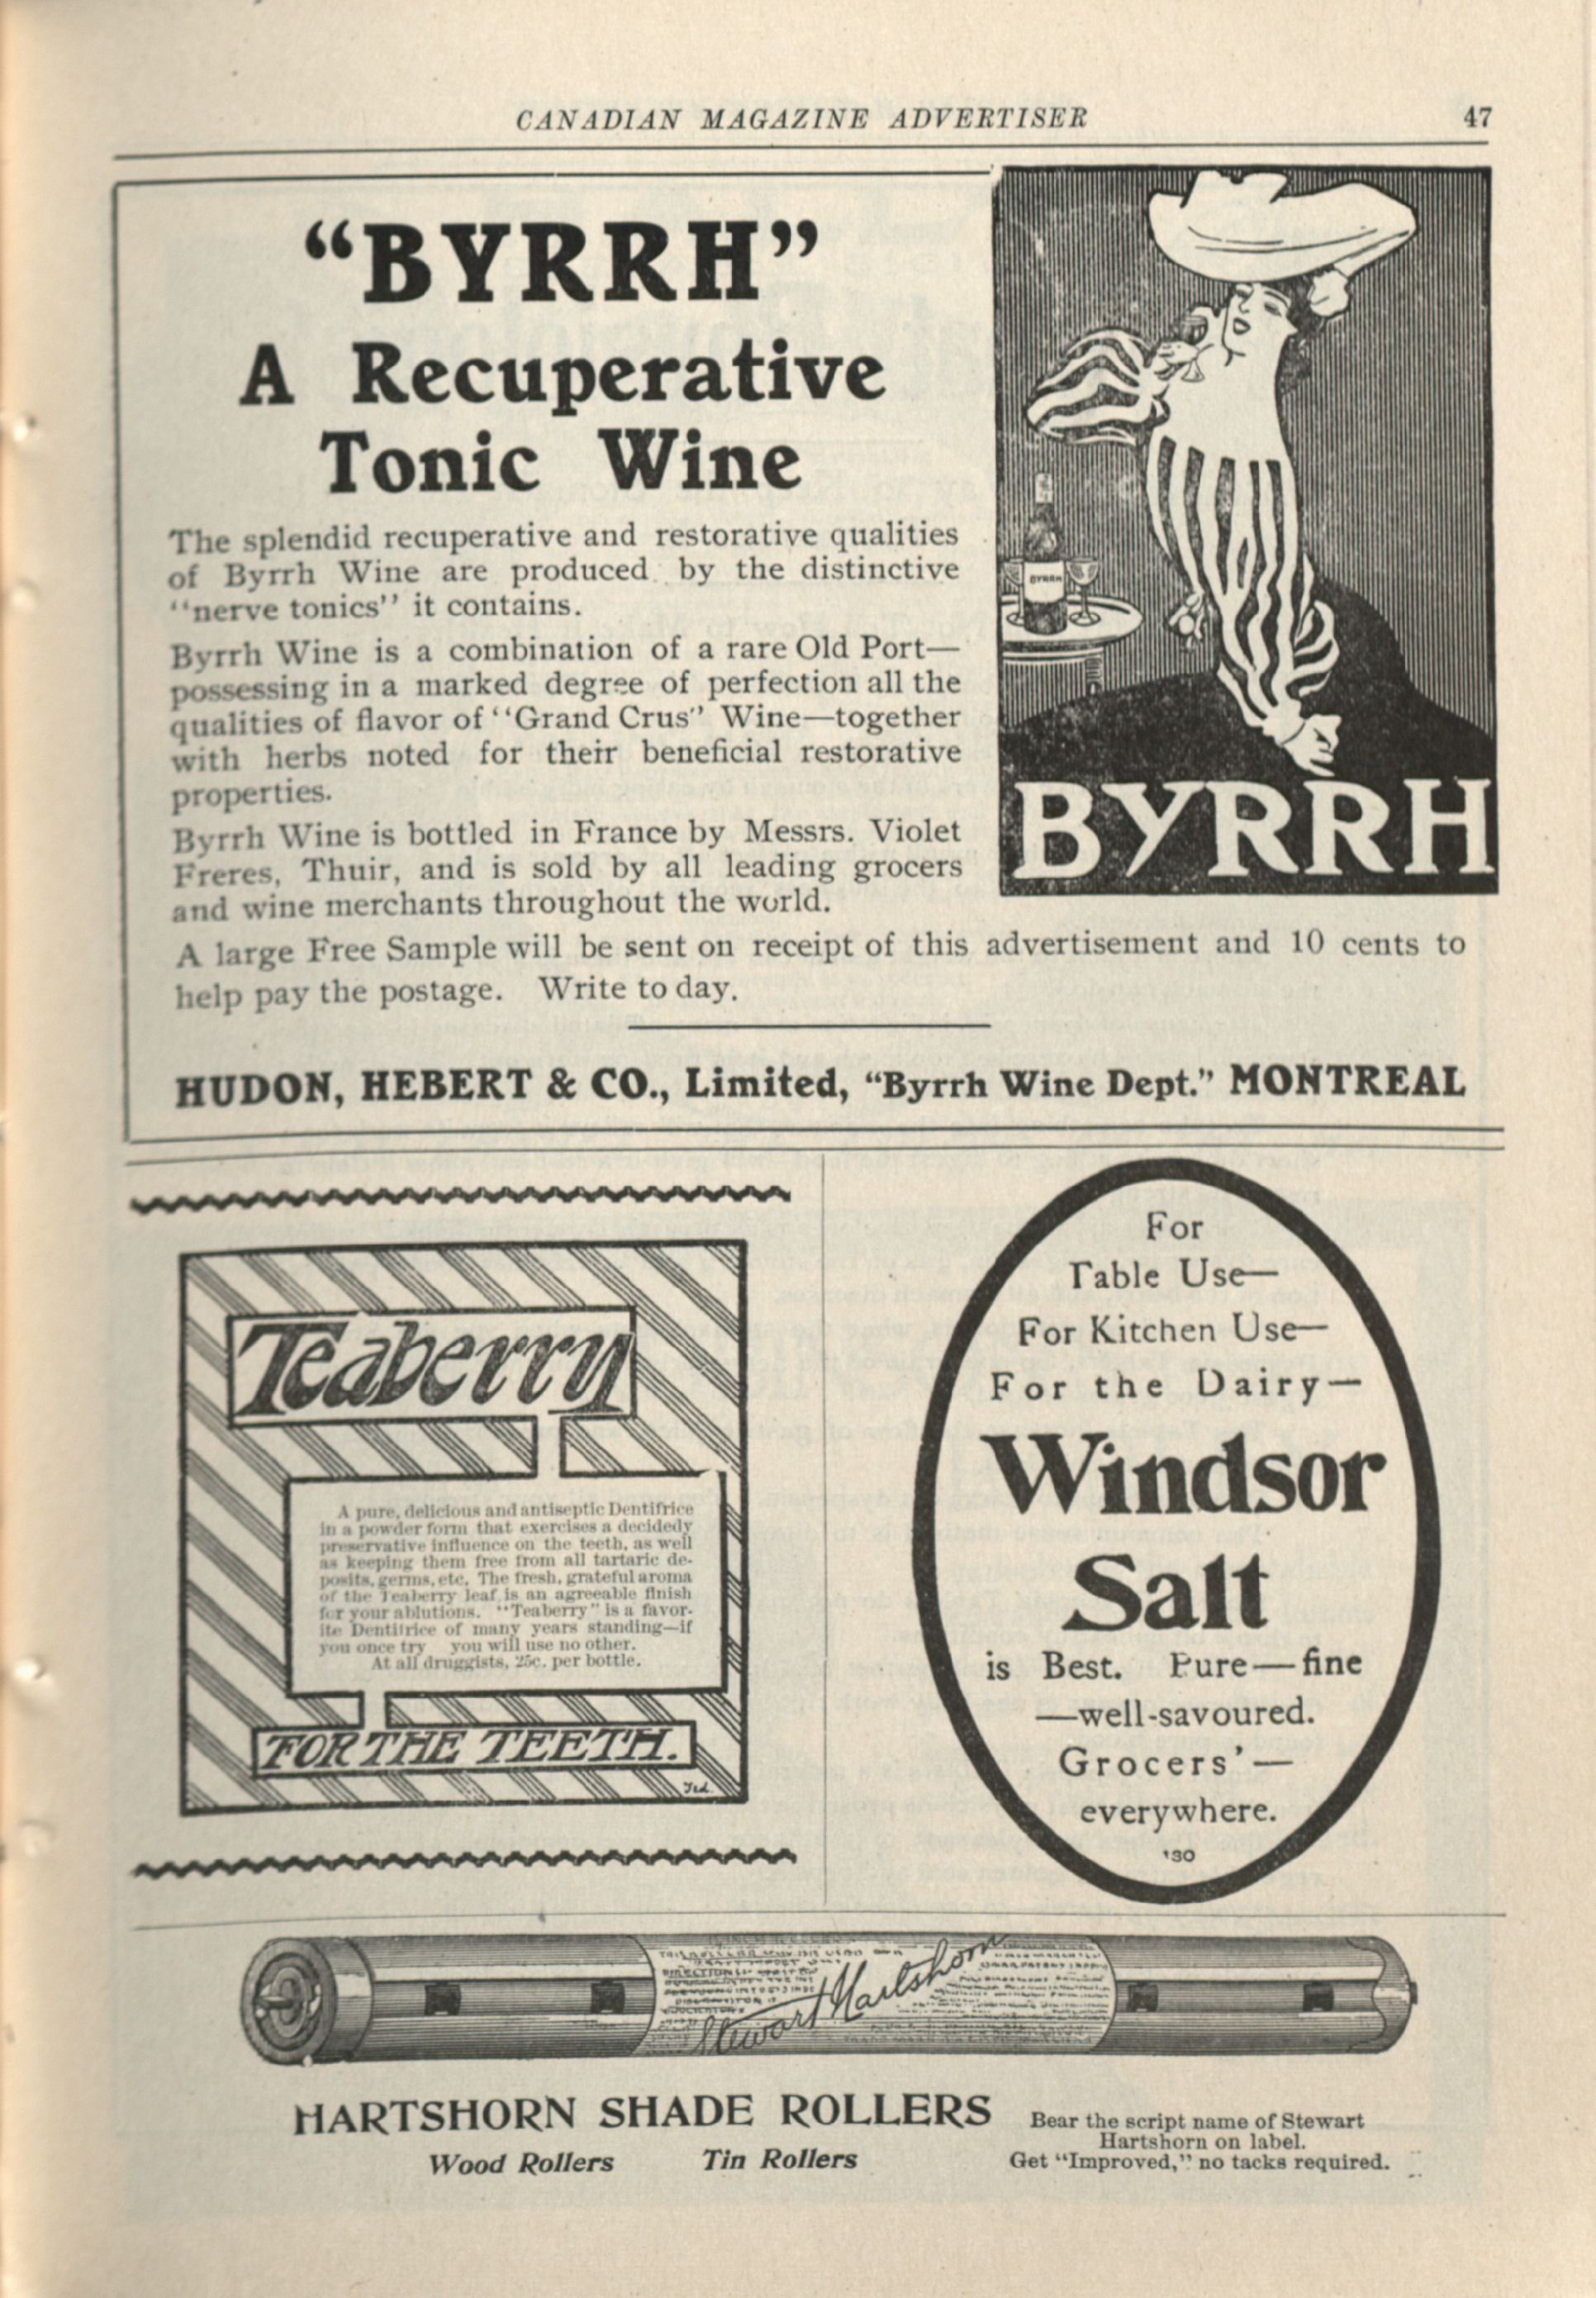 CANADIAN MAGAZINE ADVERTISER 47
“BYRRH”
A Recuperative
Tonic Wine
The splendid recuperative and restorative qualities
of Byrrh Wine are produced by the distinctive
“nerve tonics” it contains.
Byrrh Wine is a combination of a rare Old Port—
possessing in a marked degree of perfection all the
qualities of flavor of “Grand Crus” Wine—together
with herbs noted for their beneficial restorative
properties.
Byrrh Wine is bottled in France by Messrs. Violet
Freres, Thuir, and is sold by all leading grocers
and wine merchants throughout the world.
BYRRH
BYRRH
A large Free Sample will be sent on receipt of this advertisement and 10 cents to
help pay the postage. Write to day.
HUDON, HEBERT & CO., Limited, “Byrrh Wine Dept.” MONTREAL
Teaberry
A pure, delicious and antiseptic Dentifrice
in a powder form that exercises a decidedy
preservative influence on the teeth, as well
as keeping them free from all tartaric de-
posits, germs, etc. The fresh, grateful aroma
of the Teaberry leaf is an agreeable finish
for your ablutions. “Teaberry” is a favor-
ite Dentifrice of many years standing—if
you once try you will use no other.
At all druggists, 25c. per bottle.
FOR THE TEETH.
Ted
For
Table Use—
For Kitchen Use—
For the Dairy—
Windsor
Salt
is Best. Pure—fine
—well-savoured.
Grocers’—
everywhere.
130
Stewart Hartshorn
HARTSHORN SHADE ROLLERS
Wood Rollers Tin Rollers
Bear the script name of Stewart
Hartshorn on label.
Get “Improved,” no tacks required.